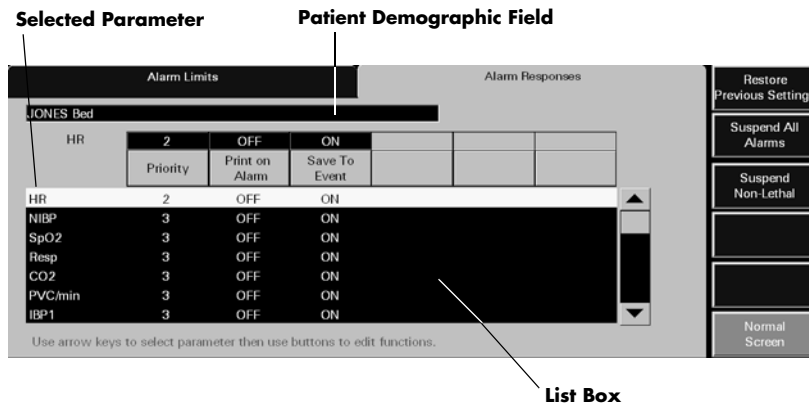 Selected Parameter
Patient Demographic Field
Alarm Limits
Alarm Responses
JONES Bed
HR 2 OFF ON
Priority Print on Alarm Save To Event
HR 2 OFF ON
NIBP 3 OFF ON
SpO2 3 OFF ON
Resp 3 OFF ON
CO2 3 OFF ON
PVC/min 3 OFF ON
IBP1 3 OFF ON
Use arrow keys to select parameter then use buttons to edit functions.
Restore
Previous Setting
Suspend All
Alarms
Suspend
Non-Lethal
Normal
Screen
List Box